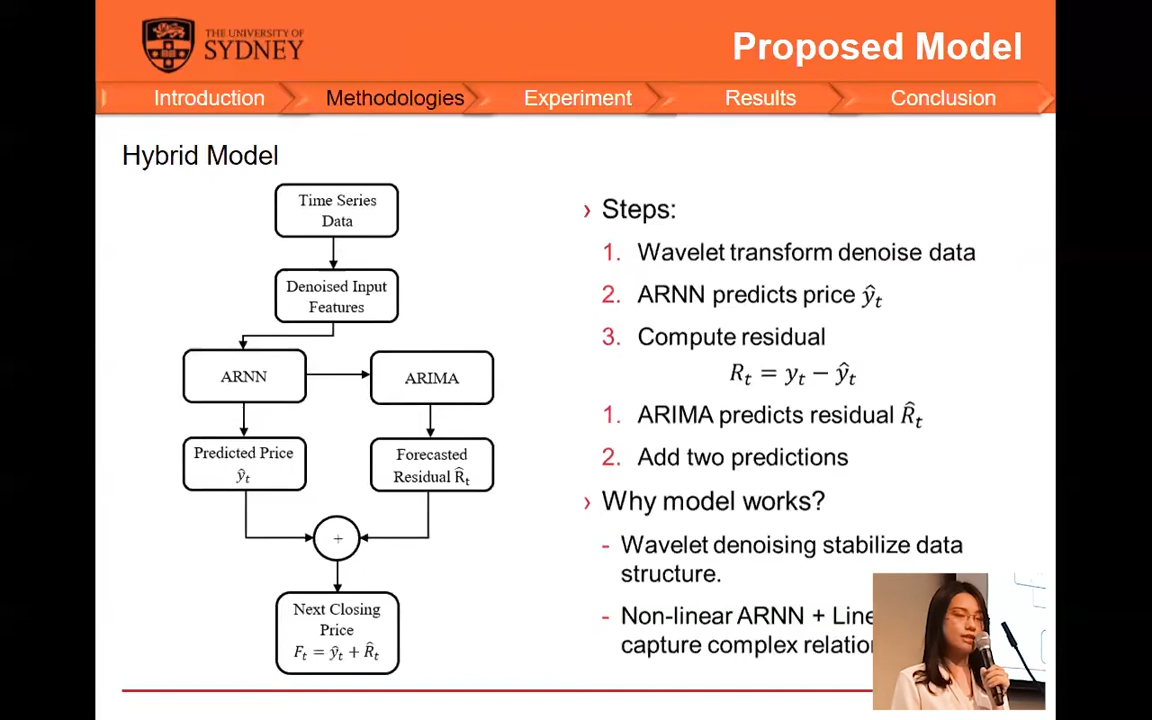 THE UNIVERSITY OF
SYDNEY
Proposed Model
Introduction
Methodologies
Experiment
Results
Conclusion
Hybrid Model
Time Series
Data
Denoised Input
Features
ARNN
ARIMA
Predicted Price
ŷₜ
Forecasted
Residual R̂ₜ
+
Next Closing
Price
Fₜ = ŷₜ + R̂ₜ
› Steps:
1. Wavelet transform denoise data
2. ARNN predicts price ŷₜ
3. Compute residual
Rₜ = yₜ − ŷₜ
1. ARIMA predicts residual R̂ₜ
2. Add two predictions
› Why model works?
- Wavelet denoising stabilize data
structure.
- Non-linear ARNN +
capture complex